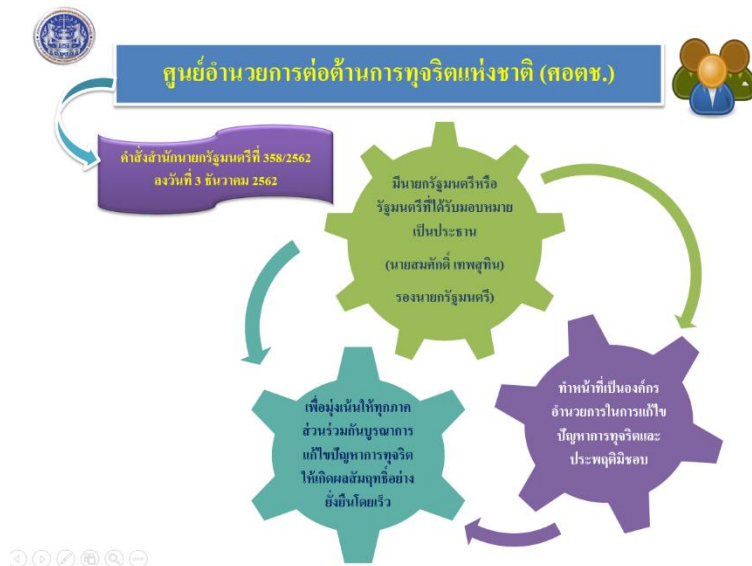 ศูนย์อำนวยการต่อต้านการทุจริตแห่งชาติ (ศอตช.)
คำสั่งสำนักนายกรัฐมนตรีที่ 358/2562
ลงวันที่ 3 ธันวาคม 2562
มีนายกรัฐมนตรีหรือ
รัฐมนตรีที่ได้รับมอบหมาย
เป็นประธาน
(นายสมศักดิ์ เทพสุทิน)
รองนายกรัฐมนตรี)
ทำหน้าที่เป็นองค์กร
อำนวยการในการแก้ไข
ปัญหาการทุจริตและ
ประพฤติมิชอบ
เพื่อมุ่งเน้นให้ทุกภาค
ส่วนร่วมกันบูรณาการ
แก้ไขปัญหาการทุจริต
ให้เกิดผลสัมฤทธิ์อย่าง
ยั่งยืนโดยเร็ว